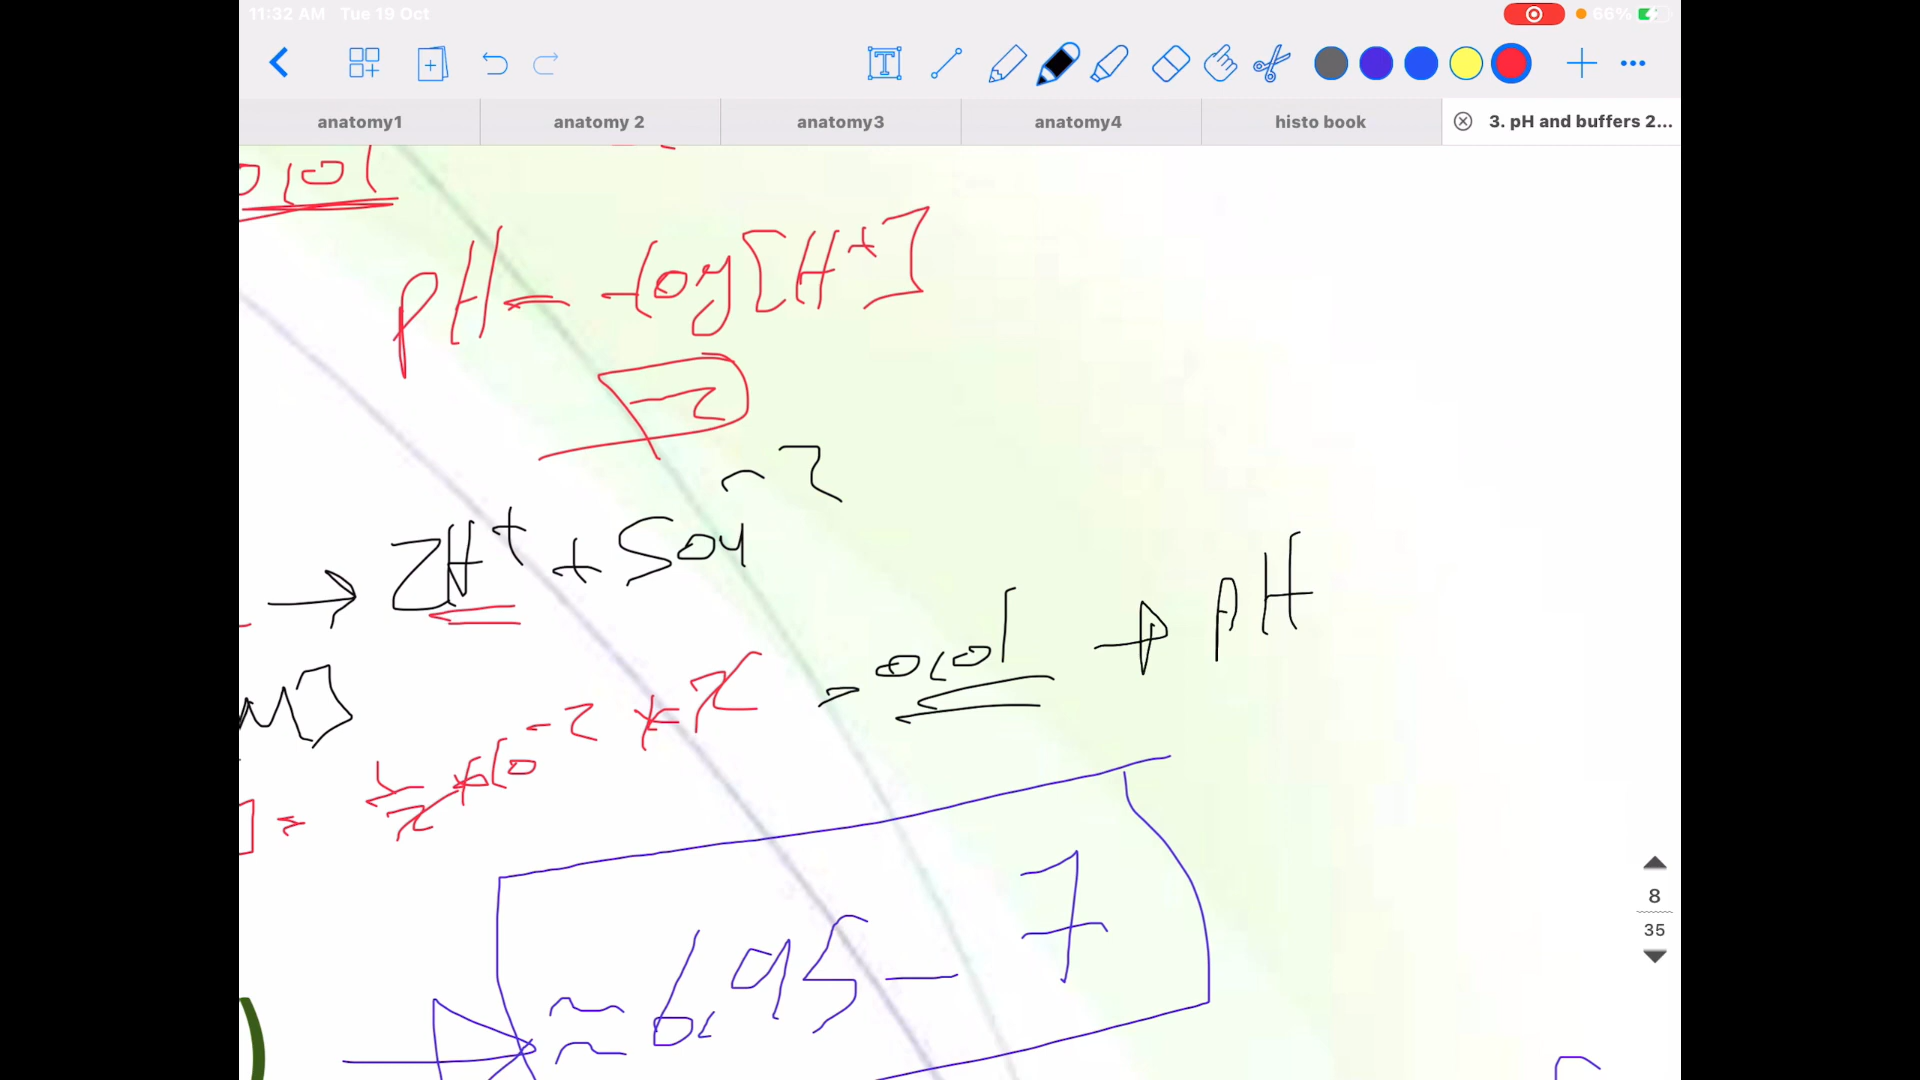 11:32 AM Tue 19 Oct
66%
anatomy1 anatomy 2 anatomy3 anatomy4 histo book 3. pH and buffers 2...
0,01
pH = -log[H+]
= 2
→ 2H+ + SO4 -2
= 0,01 → pH
M]
] = 1/2 * 10 -2 * 2
≈ 6,95 - 7
8
35